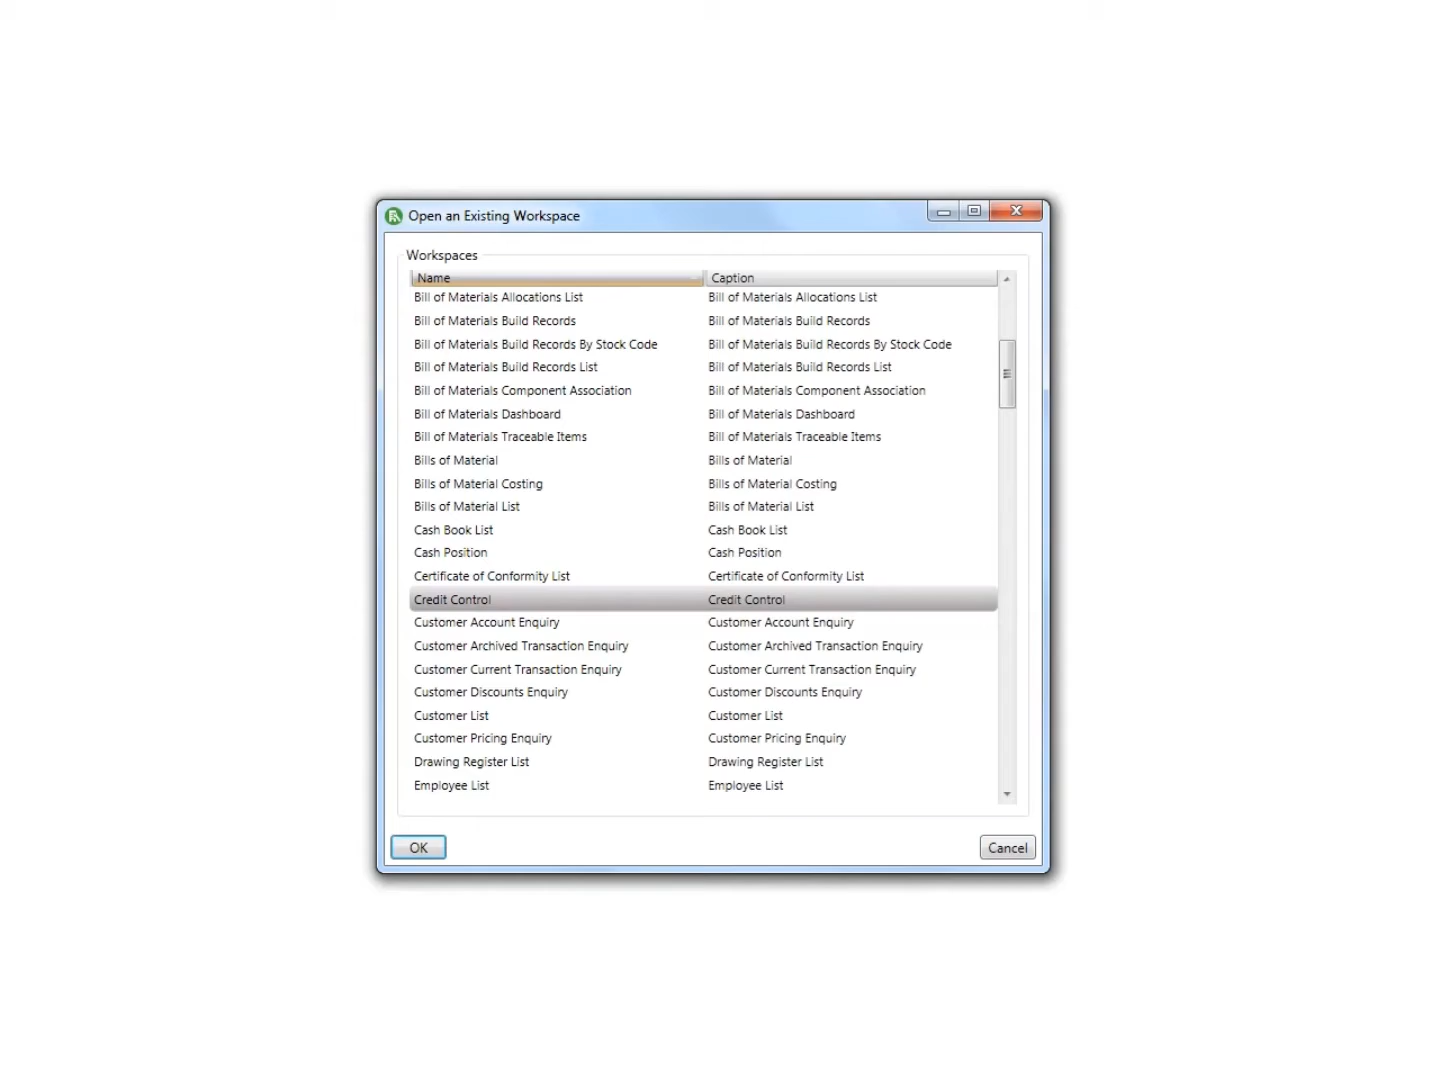 Open an Existing Workspace
Workspaces
Name Caption
Bill of Materials Allocations List Bill of Materials Allocations List
Bill of Materials Build Records Bill of Materials Build Records
Bill of Materials Build Records By Stock Code Bill of Materials Build Records By Stock Code
Bill of Materials Build Records List Bill of Materials Build Records List
Bill of Materials Component Association Bill of Materials Component Association
Bill of Materials Dashboard Bill of Materials Dashboard
Bill of Materials Traceable Items Bill of Materials Traceable Items
Bills of Material Bills of Material
Bills of Material Costing Bills of Material Costing
Bills of Material List Bills of Material List
Cash Book List Cash Book List
Cash Position Cash Position
Certificate of Conformity List Certificate of Conformity List
Credit Control Credit Control
Customer Account Enquiry Customer Account Enquiry
Customer Archived Transaction Enquiry Customer Archived Transaction Enquiry
Customer Current Transaction Enquiry Customer Current Transaction Enquiry
Customer Discounts Enquiry Customer Discounts Enquiry
Customer List Customer List
Customer Pricing Enquiry Customer Pricing Enquiry
Drawing Register List Drawing Register List
Employee List Employee List
OK Cancel